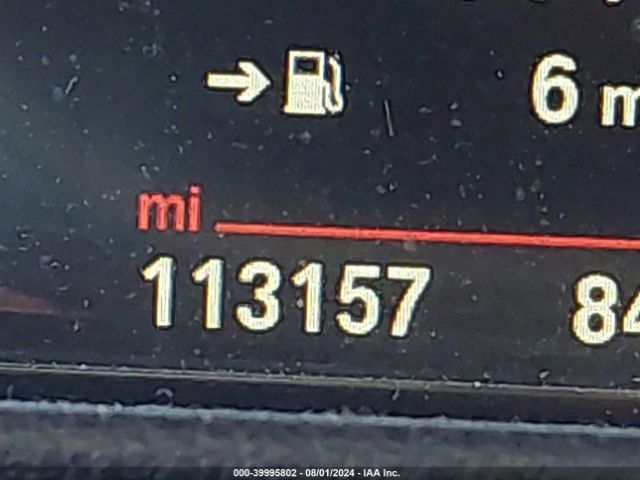 6 m
mi
113157 84
000-39995802 - 08/01/2024 - IAA Inc.